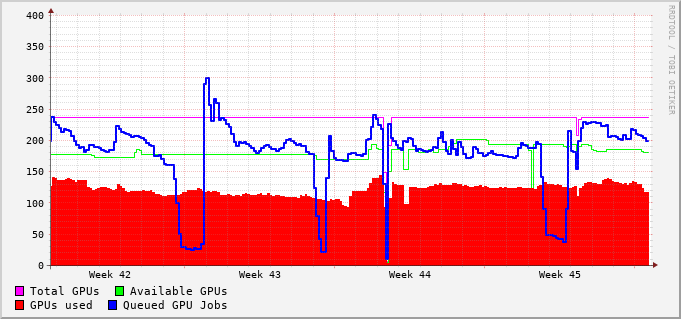 400
350
300
250
200
150
100
50
0
Week 42 Week 43 Week 44 Week 45
Total GPUs Available GPUs
GPUs used Queued GPU Jobs
RRDTOOL / TOBI OETIKER